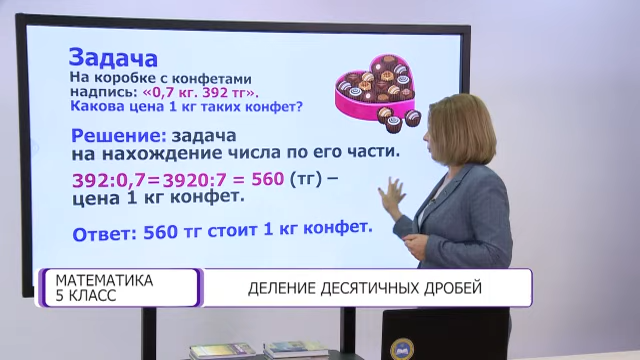 Задача
На коробке с конфетами
надпись: «0,7 кг. 392 тг».
Какова цена 1 кг таких конфет?
Решение: задача
на нахождение числа по его части.
392:0,7=3920:7 = 560 (тг) –
цена 1 кг конфет.
Ответ: 560 тг стоит 1 кг конфет.
МАТЕМАТИКА
5 КЛАСС
ДЕЛЕНИЕ ДЕСЯТИЧНЫХ ДРОБЕЙ